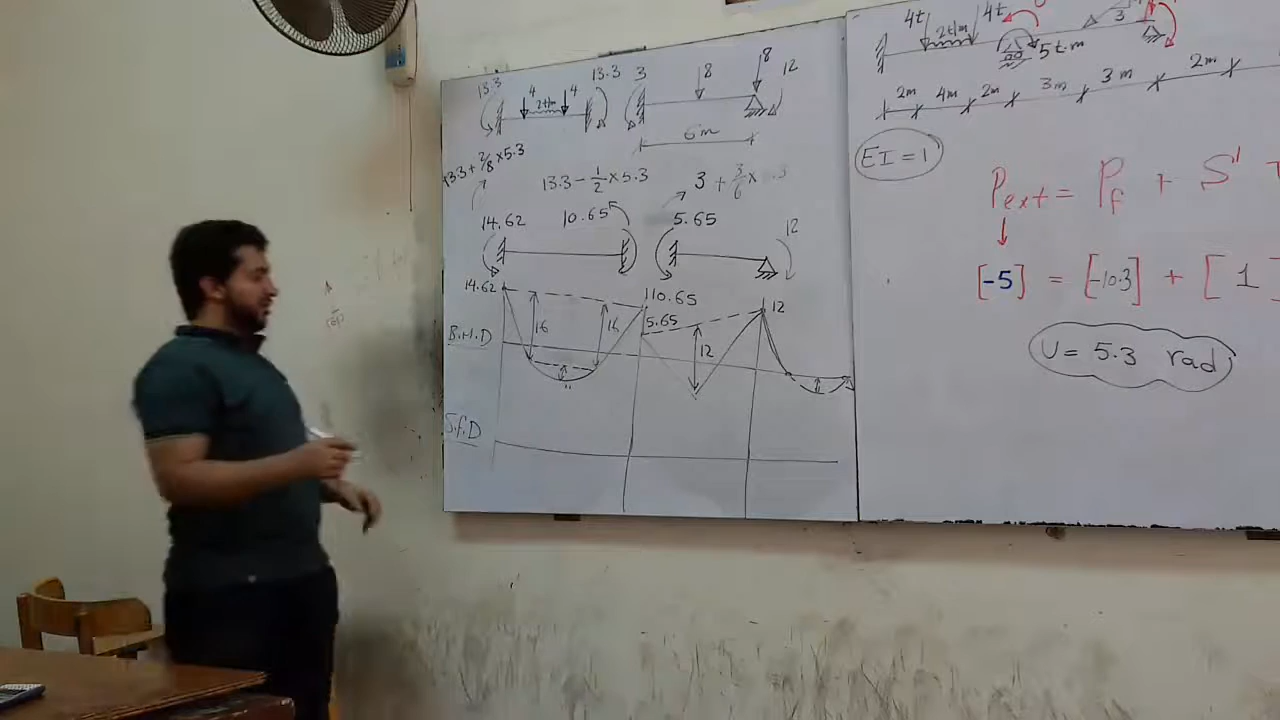 13.3 4 2t/m 4 13.3
3 8 8 12
6m
13.3 + 2/8 × 5.3
13.3 - 1/2 × 5.3
3 + 3/6 ×
14.62 10.65
5.65 12
14.62 10.65
5.65 12
16 16 12
B.M.D
S.F.D
4t 4t
2t/m 5t.m 3
2m 4m 2m 3m 3m 2m
EI = 1
Pext = Pf + S'
[-5] = [-10.3] + [ 1
U = 5.3 rad